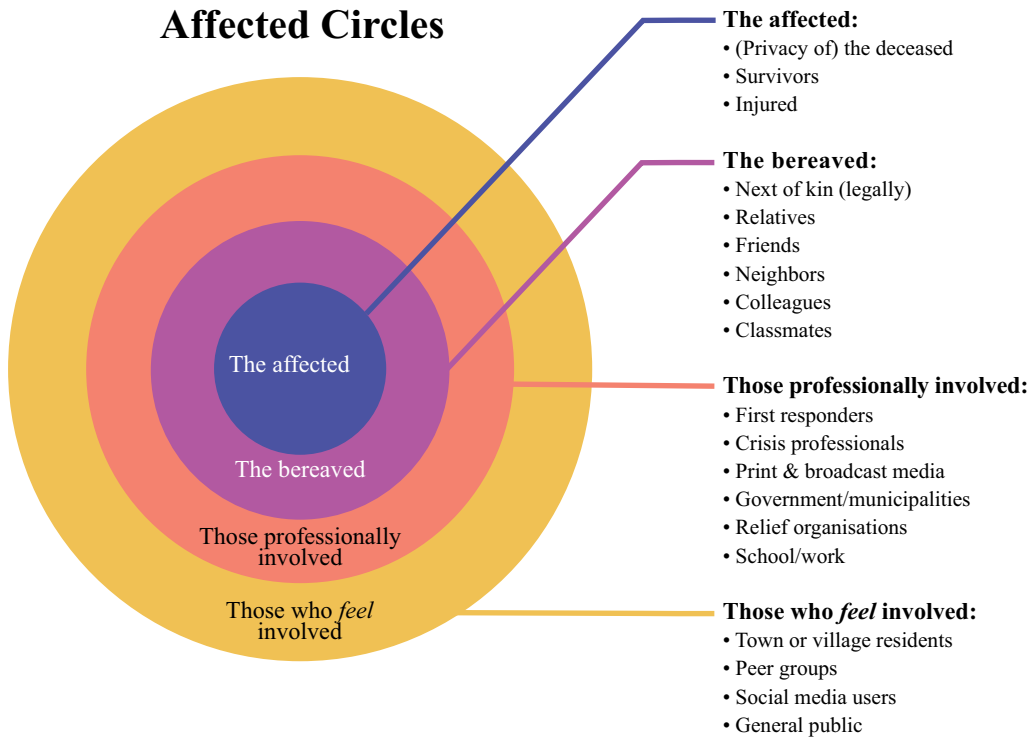 Affected Circles
The affected
The bereaved
Those professionally
involved
Those who feel
involved
The affected:
• (Privacy of) the deceased
• Survivors
• Injured
The bereaved:
• Next of kin (legally)
• Relatives
• Friends
• Neighbors
• Colleagues
• Classmates
Those professionally involved:
• First responders
• Crisis professionals
• Print & broadcast media
• Government/municipalities
• Relief organisations
• School/work
Those who feel involved:
• Town or village residents
• Peer groups
• Social media users
• General public